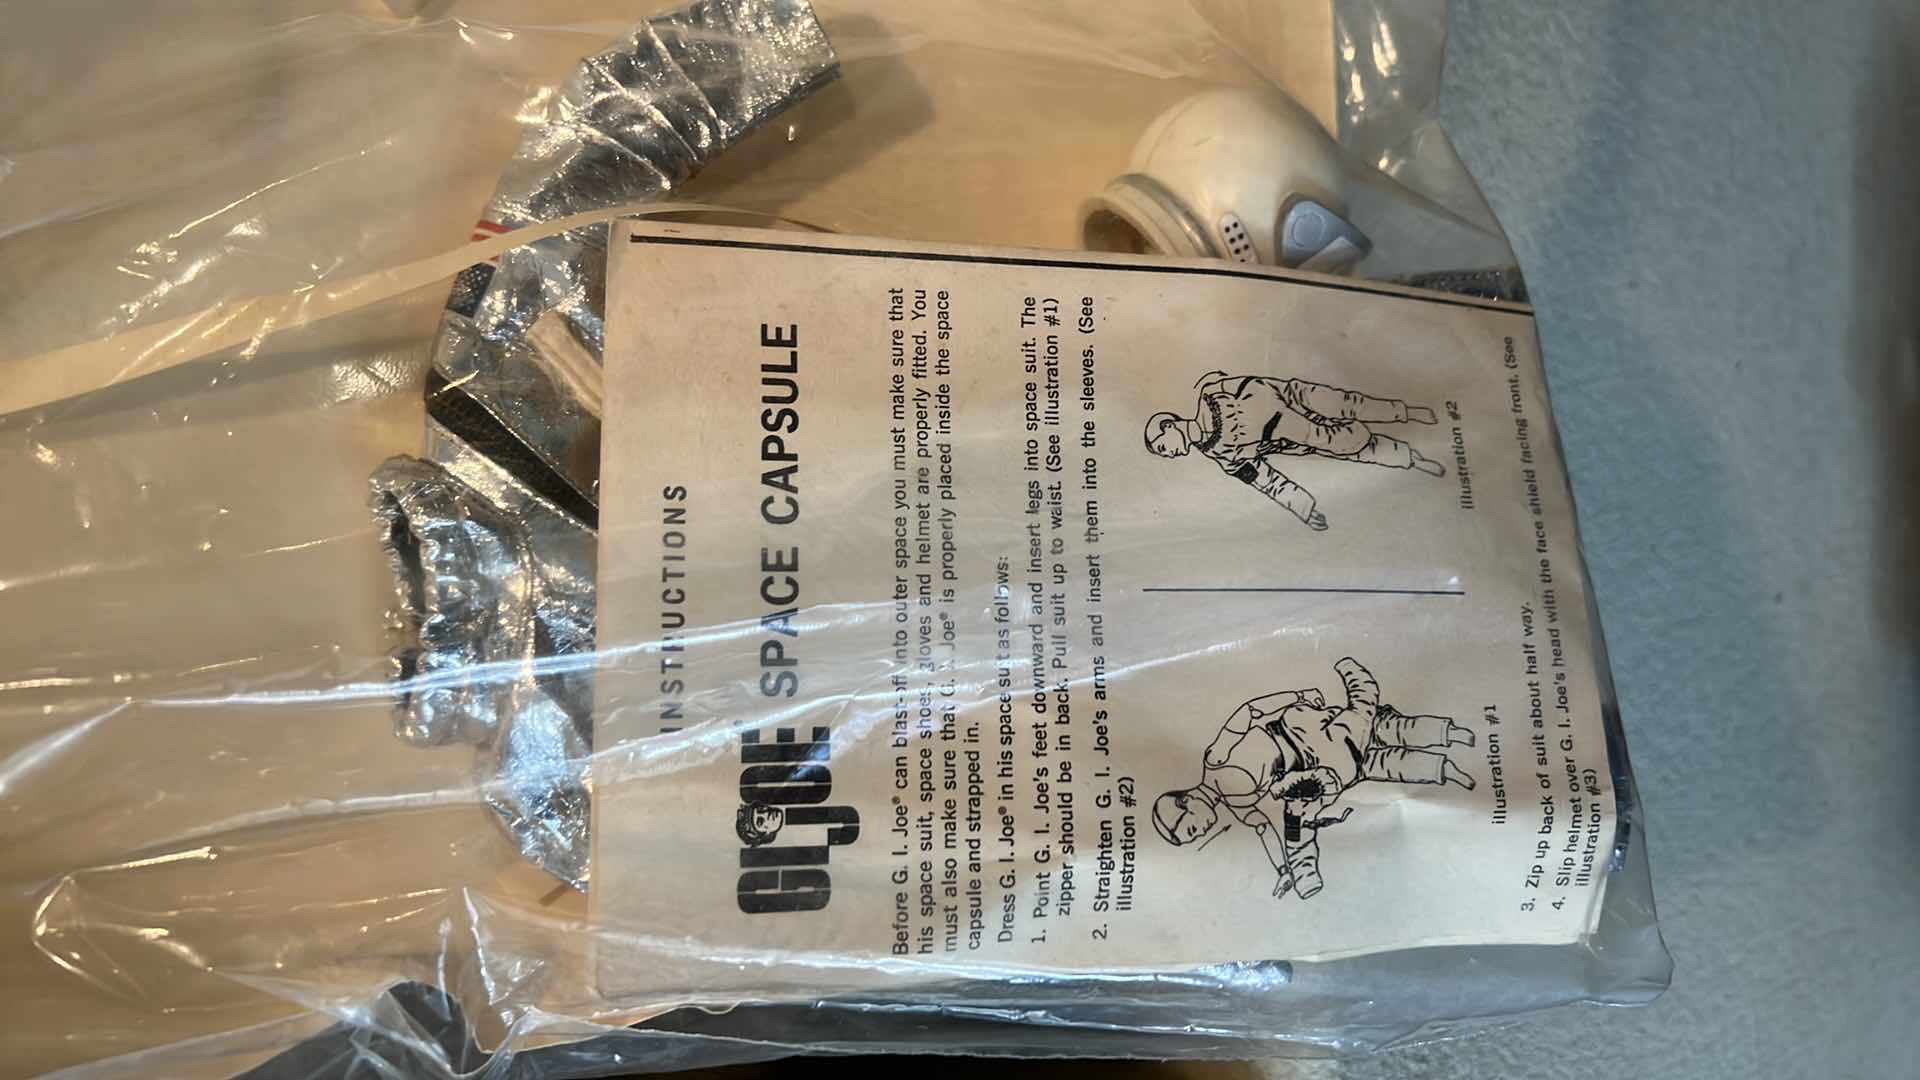 INSTRUCTIONS
GI JOE® SPACE CAPSULE
Before G. I. Joe® can blast-off into outer space you must make sure that
his space suit, space shoes, gloves and helmet are properly fitted. You
must also make sure that G. I. Joe® is properly placed inside the space
capsule and strapped in.
Dress G. I. Joe® in his space suit as follows:
1. Point G. I. Joe's feet downward and insert legs into space suit. The
zipper should be in back. Pull suit up to waist. (See illustration #1)
2. Straighten G. I. Joe's arms and insert them into the sleeves. (See
illustration #2)
illustration #1
illustration #2
3. Zip up back of suit about half way.
4. Slip helmet over G. I. Joe's head with the face shield facing front. (See
illustration #3)